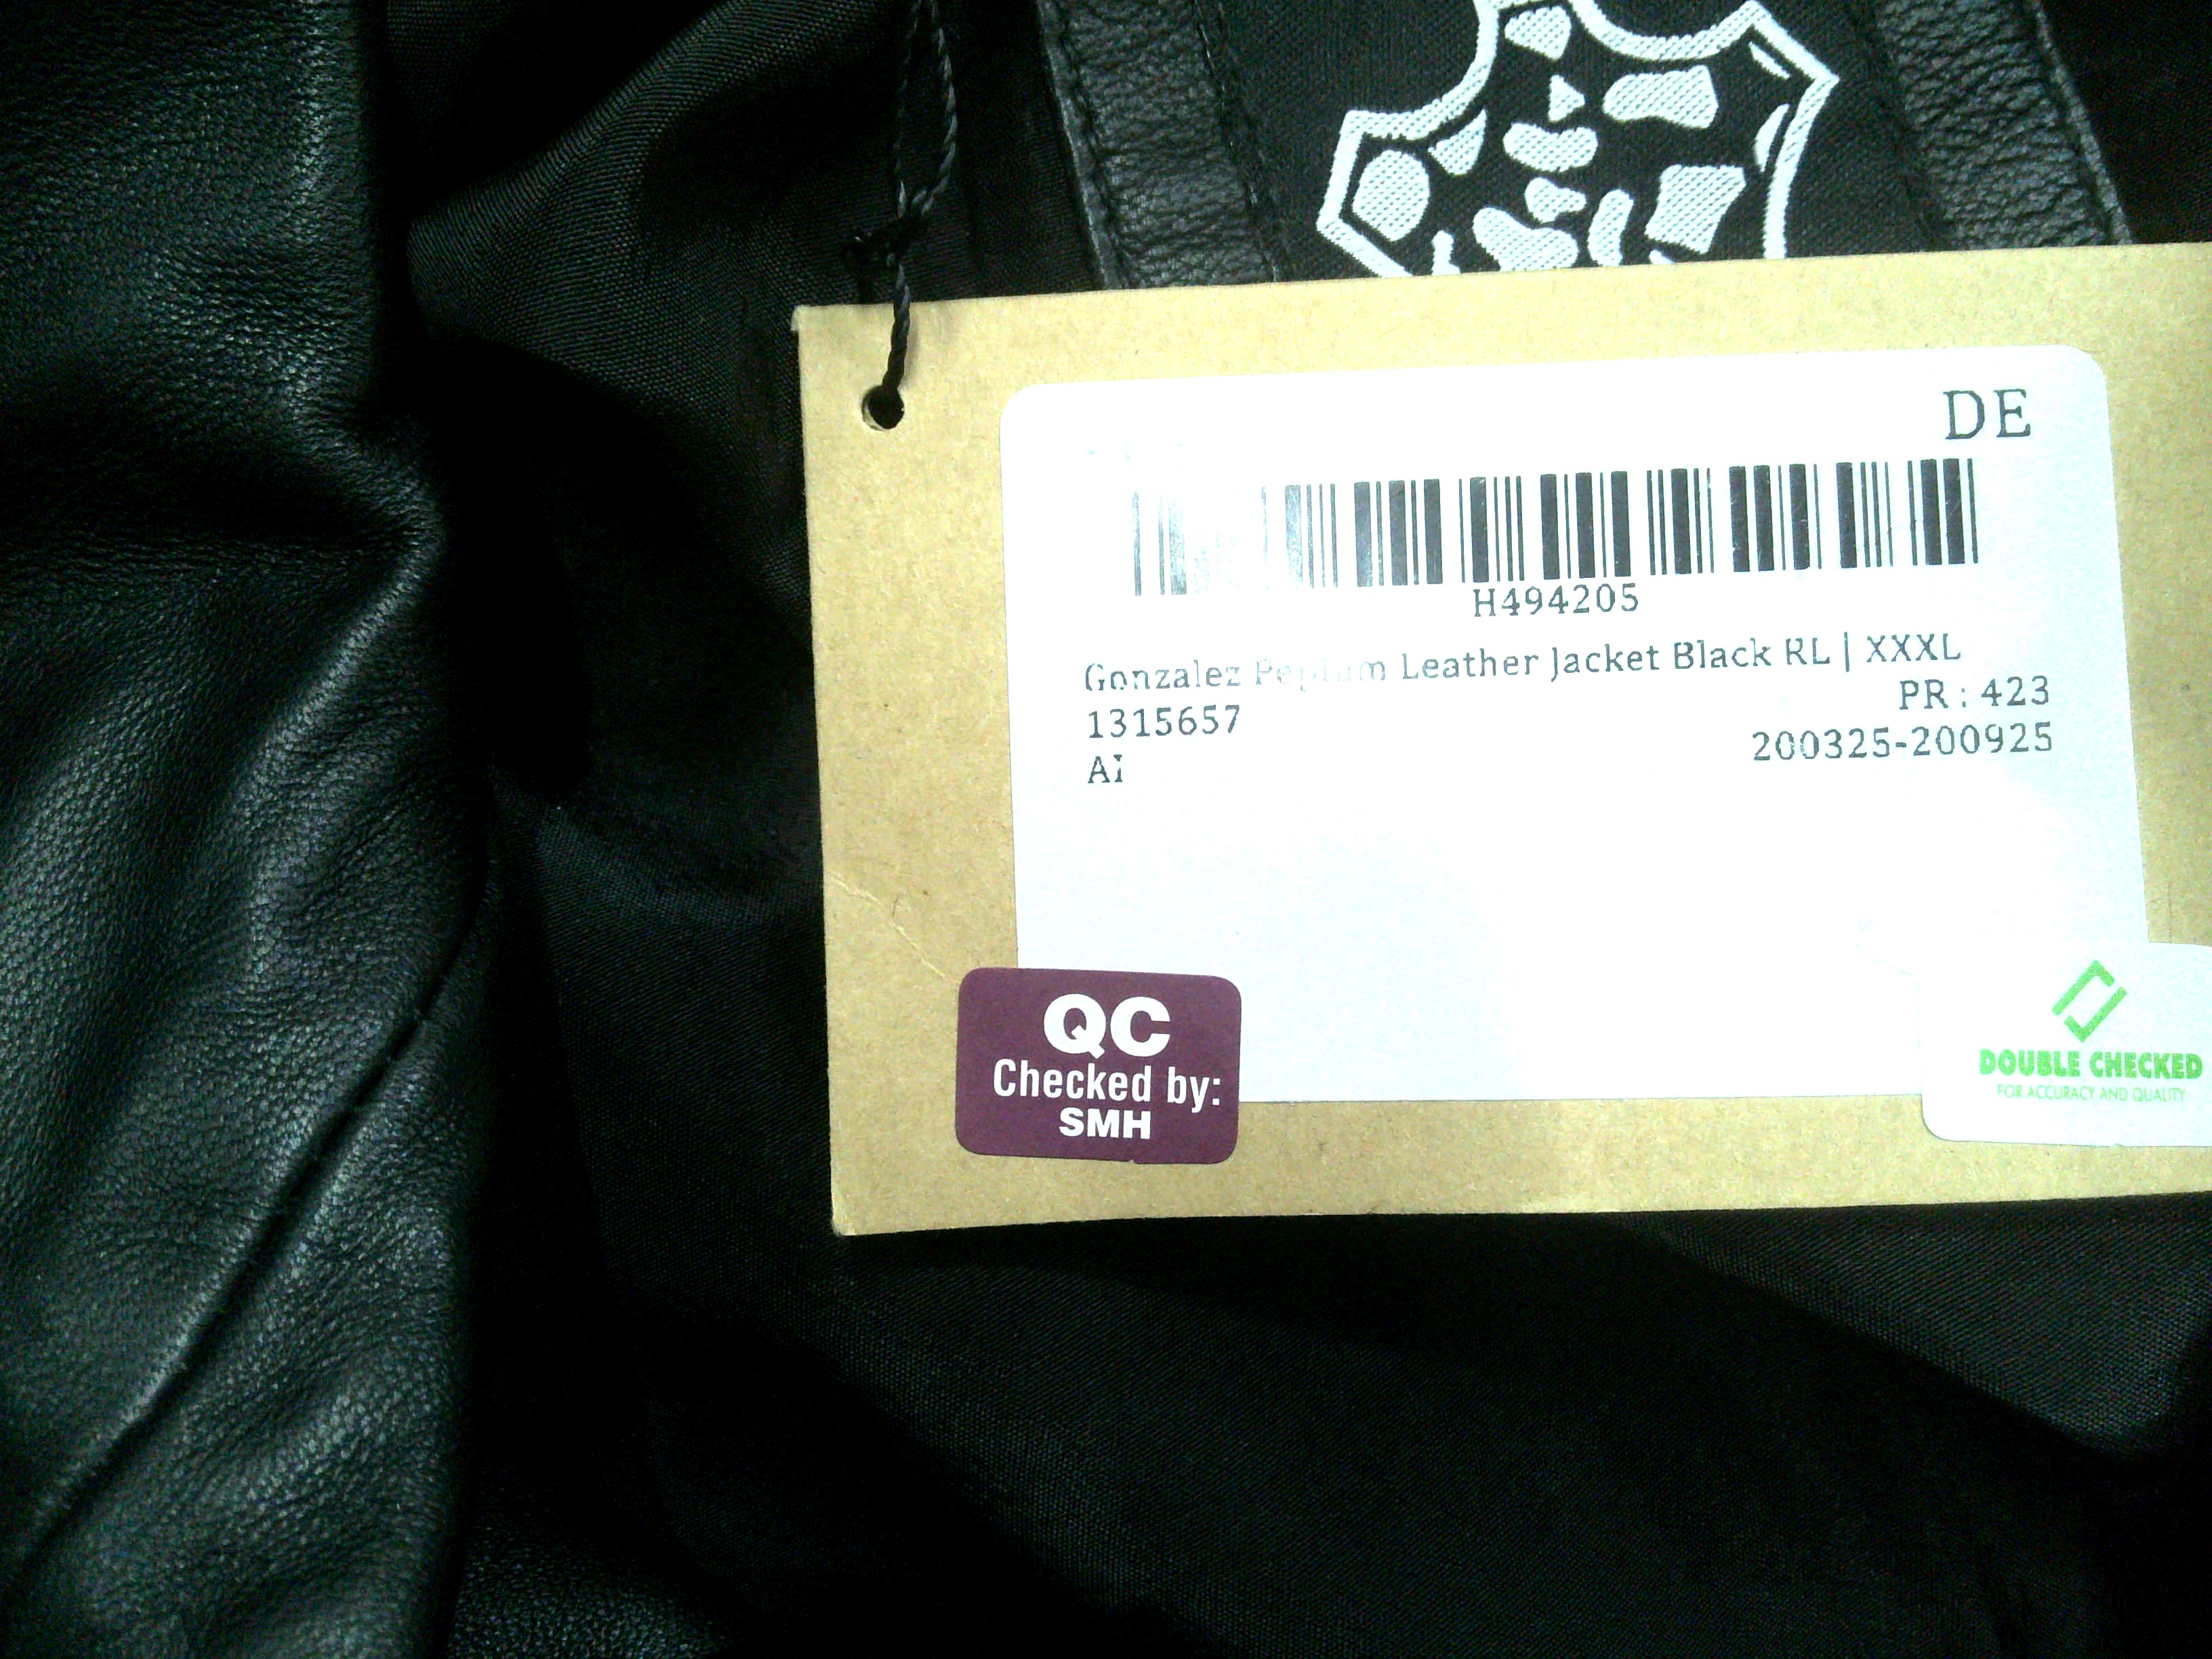 DE
H494205
Gonzalez Peplum Leather Jacket Black RL | XXXL
PR : 423
1315657
200325-200925
AI
QC
Checked by:
SMH
DOUBLE CHECKED
FOR ACCURACY AND QUALITY